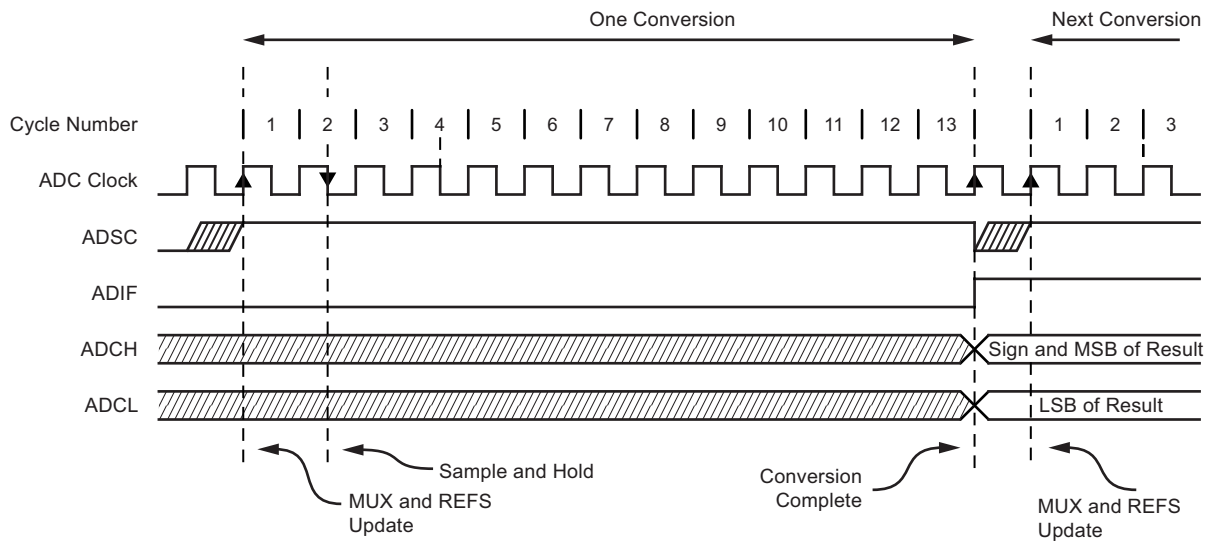 One Conversion
Next Conversion
Cycle Number
1 2 3 4 5 6 7 8 9 10 11 12 13 1 2 3
ADC Clock
ADSC
ADIF
ADCH
Sign and MSB of Result
ADCL
LSB of Result
Sample and Hold
MUX and REFS
Update
Conversion
Complete
MUX and REFS
Update